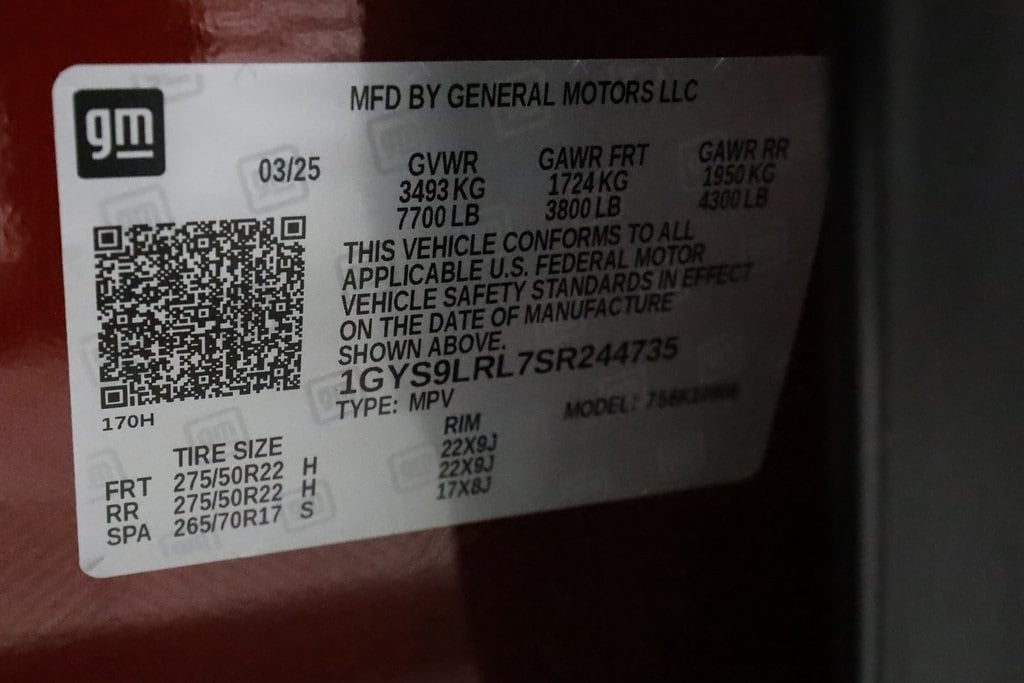 gm
MFD BY GENERAL MOTORS LLC
03/25 GVWR GAWR FRT GAWR RR
3493 KG 1724 KG 1950 KG
7700 LB 3800 LB 4300 LB
THIS VEHICLE CONFORMS TO ALL
APPLICABLE U.S. FEDERAL MOTOR
VEHICLE SAFETY STANDARDS IN EFFECT
ON THE DATE OF MANUFACTURE
SHOWN ABOVE.
1GYS9LRL7SR244735
TYPE: MPV MODEL:
170H
TIRE SIZE RIM
FRT 275/50R22 H 22X9J
RR 275/50R22 H 22X9J
SPA 265/70R17 S 17X8J